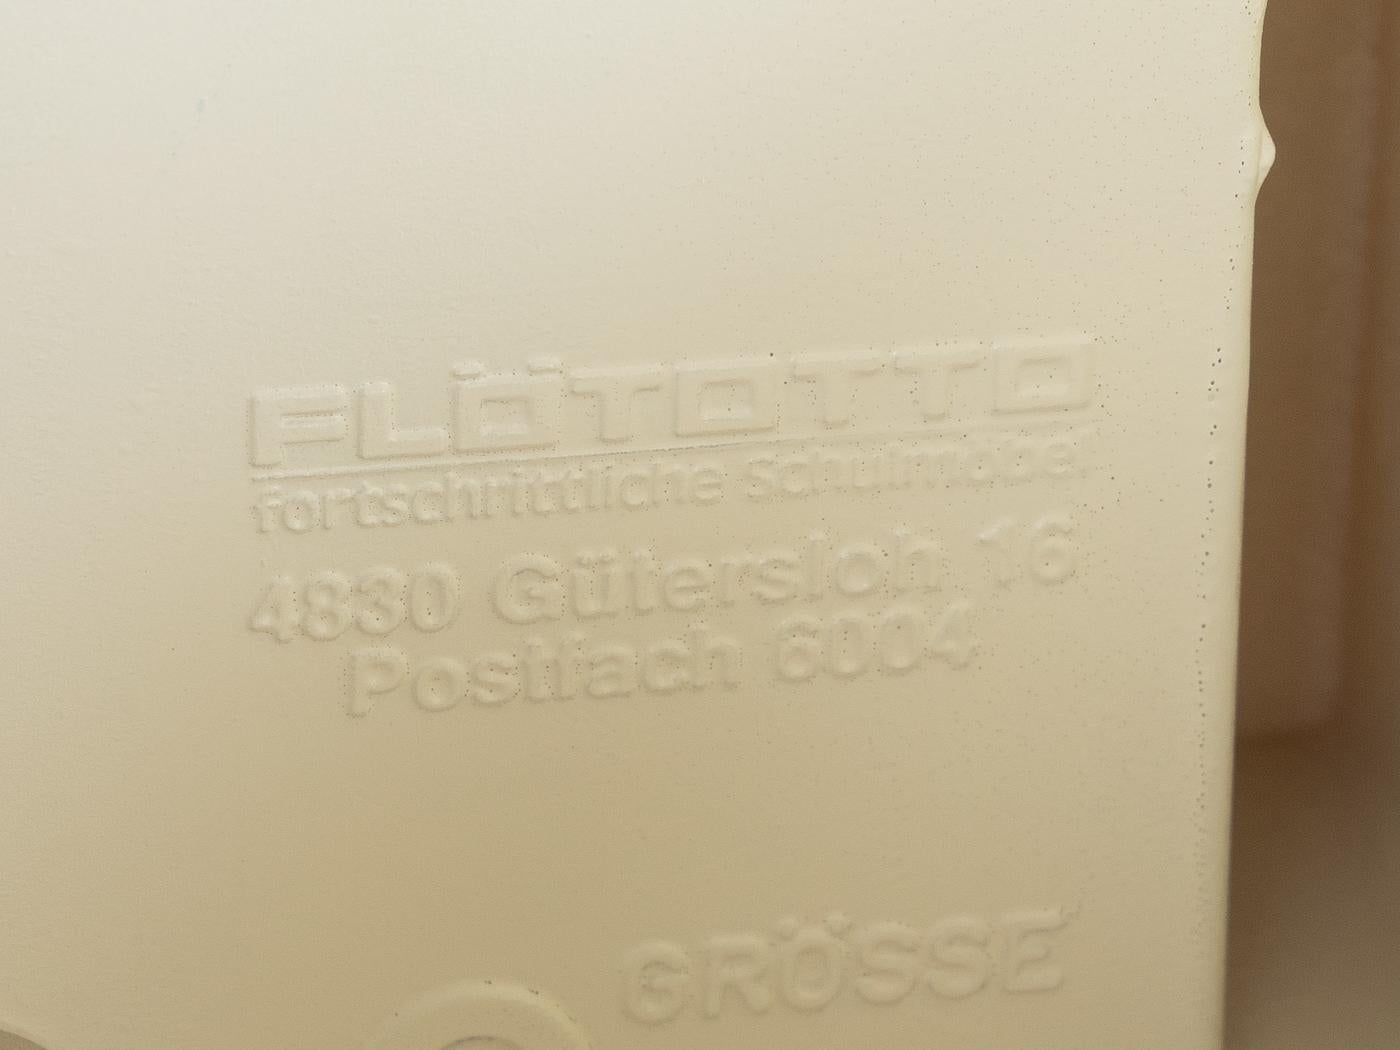 FLÖTOTTO
fortschrittliche Schulmöbel
4830 Gütersloh 16
Postfach 6004
GRÖSSE